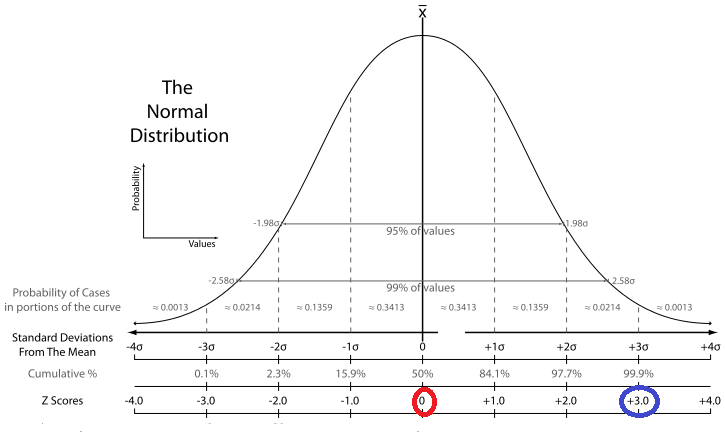 x̅
The
Normal
Distribution
Probability
Values
-1.98σ 1.98σ
95% of values
-2.58σ 2.58σ
99% of values
Probability of Cases
in portions of the curve
≈ 0.0013 ≈ 0.0214 ≈ 0.1359 ≈ 0.3413 ≈ 0.3413 ≈ 0.1359 ≈ 0.0214 ≈ 0.0013
Standard Deviations
From The Mean
-4σ -3σ -2σ -1σ 0 +1σ +2σ +3σ +4σ
Cumulative % 0.1% 2.3% 15.9% 50% 84.1% 97.7% 99.9%
Z Scores -4.0 -3.0 -2.0 -1.0 0 +1.0 +2.0 +3.0 +4.0